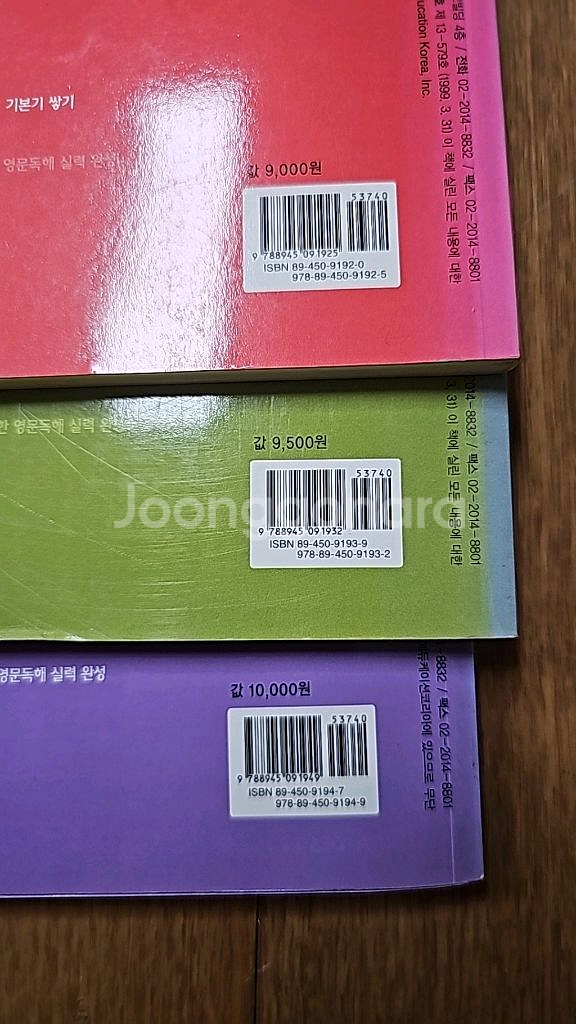 빌딩 4층 / 전화 02-2014-8832 / 팩스 02-2014-8801
호 제 13-579호 (1999. 3. 31) 이 책에 실린 모든 내용에 대한
ucation Korea, Inc.
기본기 쌓기
영문독해 실력 완성
값 9,000원
53740
9 788945 091925
ISBN 89-450-9192-0
978-89-450-9192-5
2014-8832 / 팩스 02-2014-8801
3. 31) 이 책에 실린 모든 내용에 대한
한 영문독해 실력 완성
값 9,500원
53740
9 788945 091932
ISBN 89-450-9193-9
978-89-450-9193-2
Joonggonara
-8832 / 팩스 02-2014-8801
에듀케이션코리아에 있으므로 무단
영문독해 실력 완성
값 10,000원
53740
9 788945 091949
ISBN 89-450-9194-7
978-89-450-9194-9